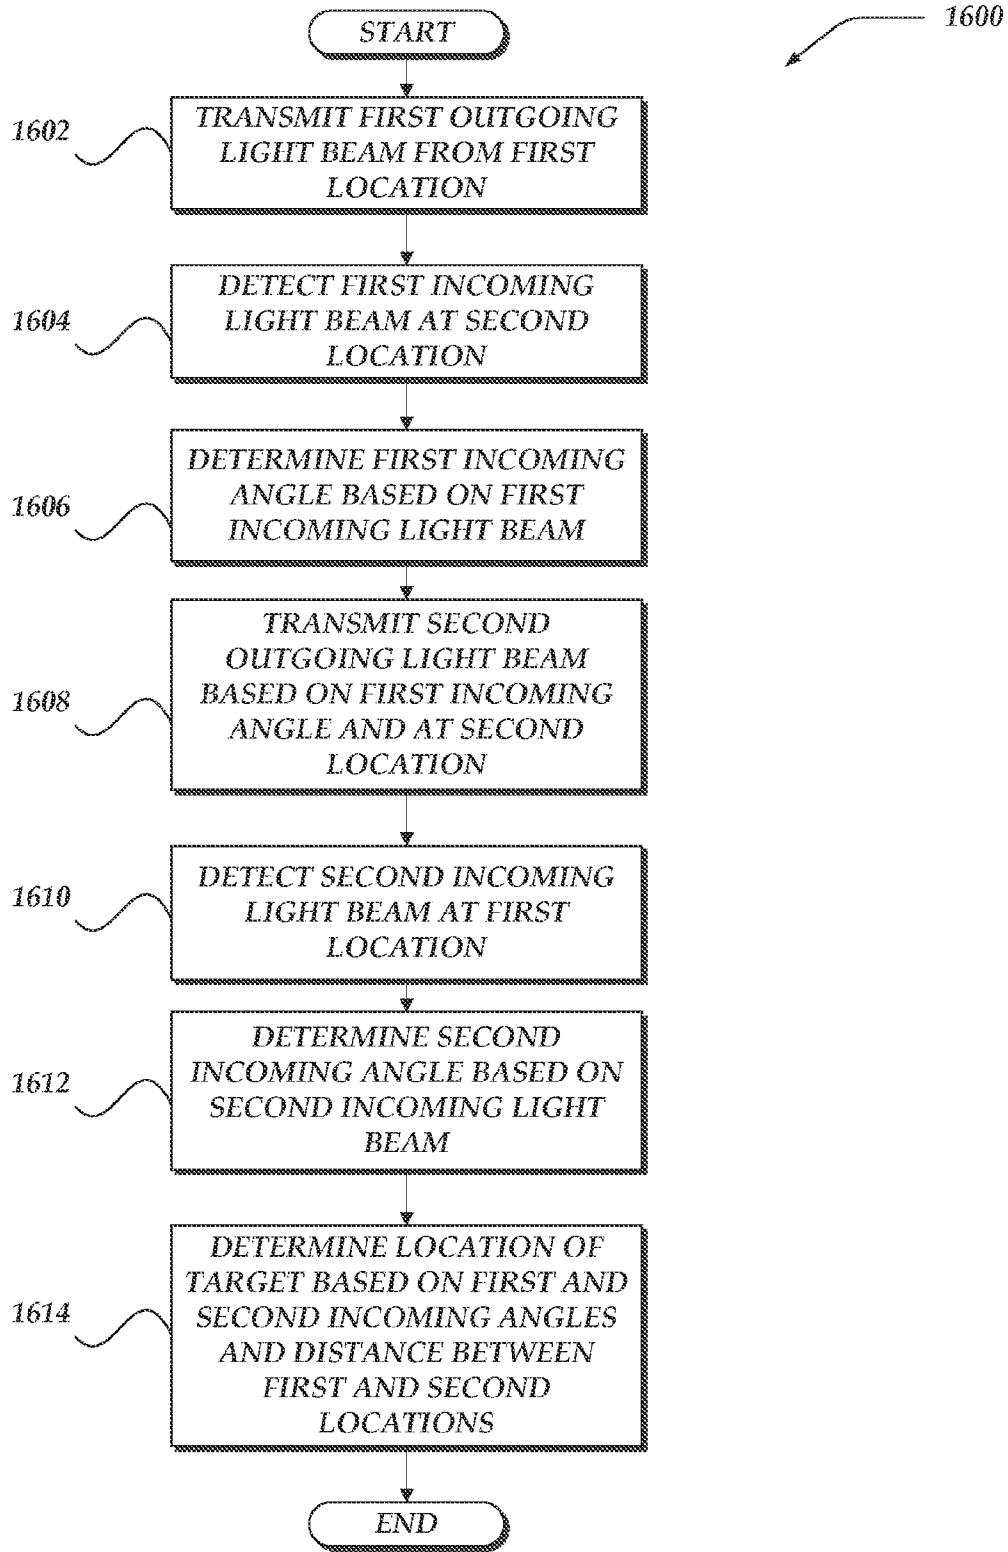 START
1600
1602
TRANSMIT FIRST OUTGOING
LIGHT BEAM FROM FIRST
LOCATION
1604
DETECT FIRST INCOMING
LIGHT BEAM AT SECOND
LOCATION
1606
DETERMINE FIRST INCOMING
ANGLE BASED ON FIRST
INCOMING LIGHT BEAM
1608
TRANSMIT SECOND
OUTGOING LIGHT BEAM
BASED ON FIRST INCOMING
ANGLE AND AT SECOND
LOCATION
1610
DETECT SECOND INCOMING
LIGHT BEAM AT FIRST
LOCATION
1612
DETERMINE SECOND
INCOMING ANGLE BASED ON
SECOND INCOMING LIGHT
BEAM
1614
DETERMINE LOCATION OF
TARGET BASED ON FIRST AND
SECOND INCOMING ANGLES
AND DISTANCE BETWEEN
FIRST AND SECOND
LOCATIONS
END